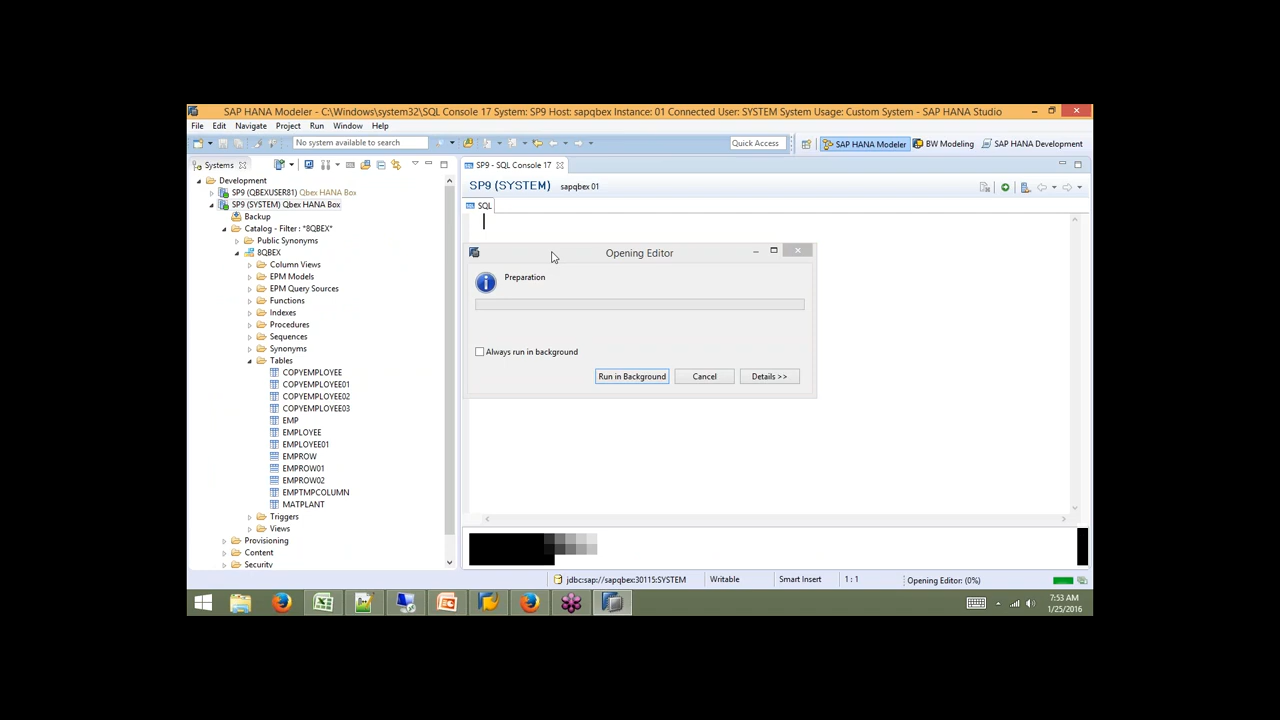 SAP HANA Modeler - C:\Windows\system32\SQL Console 17 System: SP9 Host: sapqbex Instance: 01 Connected User: SYSTEM System Usage: Custom System - SAP HANA Studio
File Edit Navigate Project Run Window Help
No system available to search
Quick Access
SAP HANA Modeler
BW Modeling
SAP HANA Development
Systems
SP9 - SQL Console 17
Development
SP9 (QBEXUSER81) Qbex HANA Box
SP9 (SYSTEM) sapqbex 01
SP9 (SYSTEM) Qbex HANA Box
SQL
Backup
Catalog - Filter : "8QBEX"
Public Synonyms
8QBEX
Column Views
EPM Models
EPM Query Sources
Functions
Indexes
Procedures
Sequences
Synonyms
Tables
COPYEMPLOYEE
COPYEMPLOYEE01
COPYEMPLOYEE02
COPYEMPLOYEE03
EMP
EMPLOYEE
EMPLOYEE01
EMPROW
EMPROW01
EMPROW02
EMPTMPCOLUMN
MATPLANT
Triggers
Views
Provisioning
Content
Security
Opening Editor
Preparation
Always run in background
Run in Background
Cancel
Details >>
jdbc:sap://sapqbex:30115:SYSTEM
Writable
Smart Insert
1 : 1
Opening Editor: (0%)
7:53 AM
1/25/2016